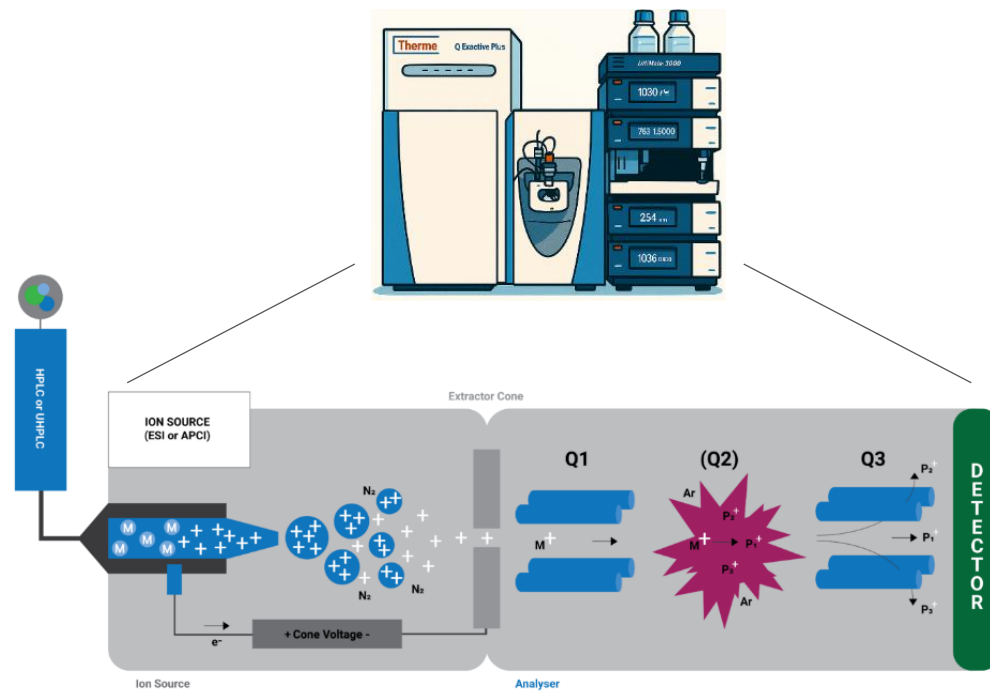 Therme
Q Exactive Plus
UltiMate 3000
1030
763 1.5000
254
1036
HPLC or UHPLC
ION SOURCE
(ESI or APCI)
Extractor Cone
Q1
(Q2)
Q3
N₂
N₂
N₂
M
M
M
M
M
M+
Ar
P₂+
M+
P₁+
P₃+
Ar
P₂+
P₁+
P₃+
DETECTOR
e-
+ Cone Voltage -
Ion Source
Analyser